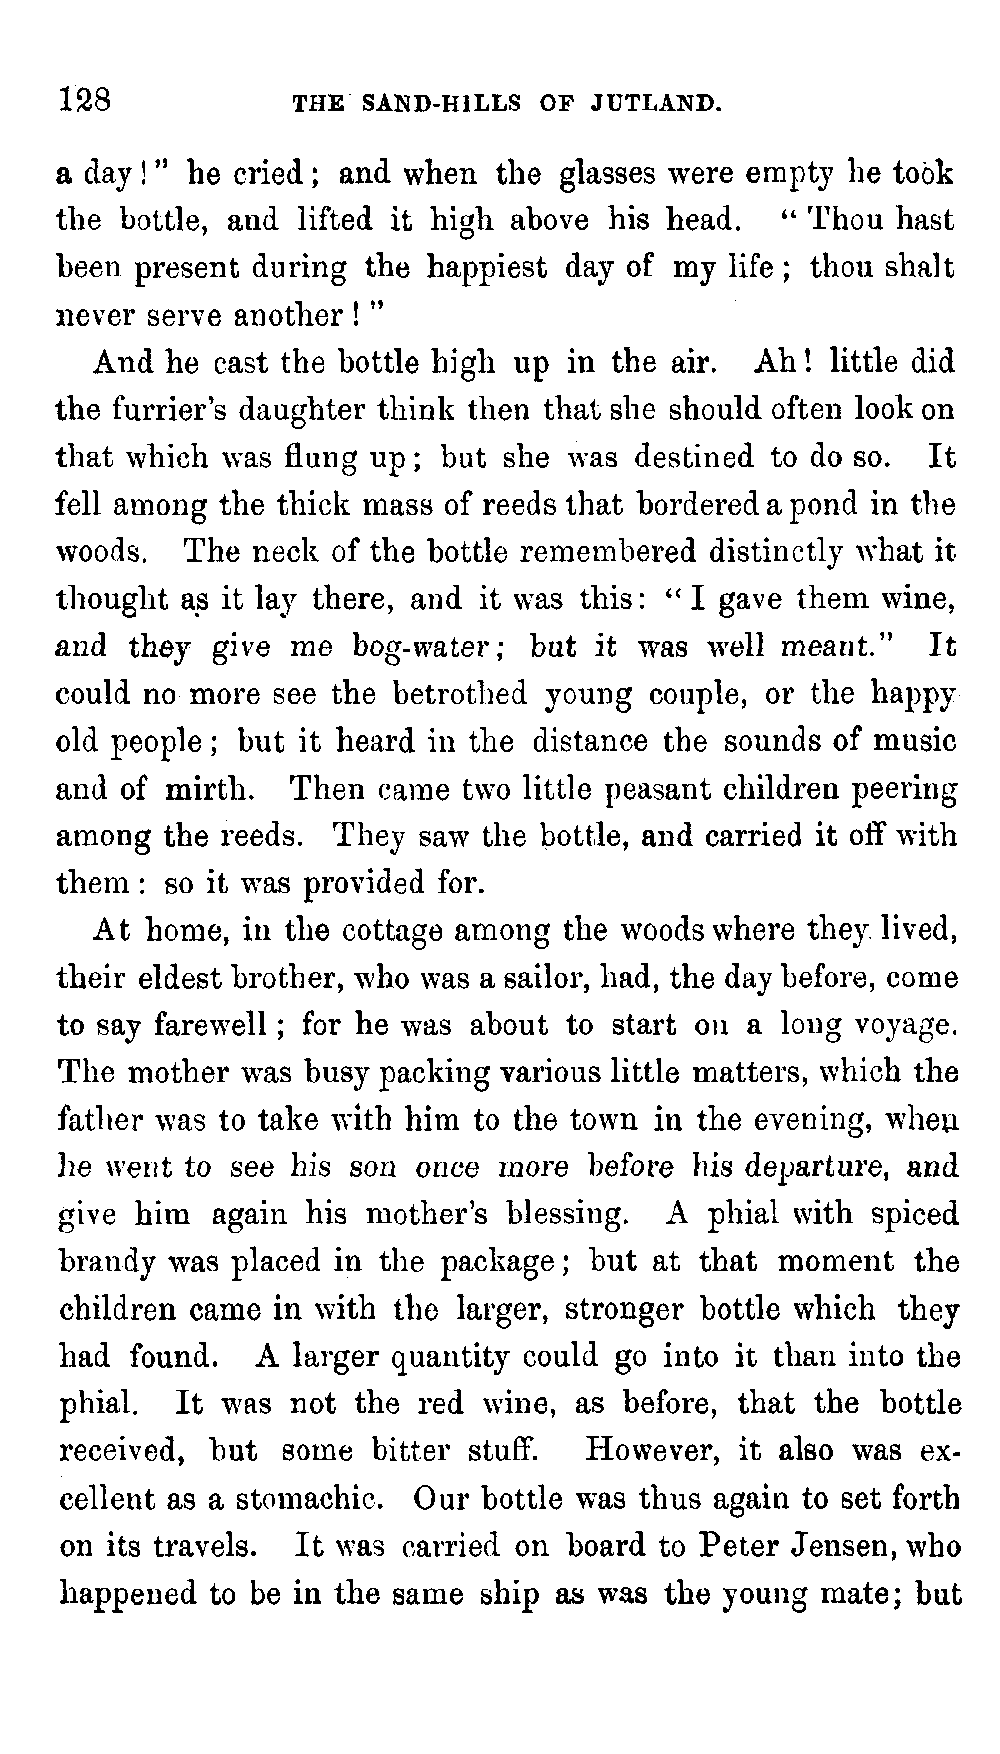 128 THE SAND-HILLS OF JUTLAND.
a day!" he cried; and when the glasses were empty he took
the bottle, and lifted it high above his head. "Thou hast
been present during the happiest day of my life; thou shalt
never serve another!"
And he cast the bottle high up in the air. Ah! little did
the furrier's daughter think then that she should often look on
that which was flung up; but she was destined to do so. It
fell among the thick mass of reeds that bordered a pond in the
woods. The neck of the bottle remembered distinctly what it
thought as it lay there, and it was this: "I gave them wine,
and they give me bog-water; but it was well meant." It
could no more see the betrothed young couple, or the happy
old people; but it heard in the distance the sounds of music
and of mirth. Then came two little peasant children peering
among the reeds. They saw the bottle, and carried it off with
them: so it was provided for.
At home, in the cottage among the woods where they lived,
their eldest brother, who was a sailor, had, the day before, come
to say farewell; for he was about to start on a long voyage.
The mother was busy packing various little matters, which the
father was to take with him to the town in the evening, when
he went to see his son once more before his departure, and
give him again his mother's blessing. A phial with spiced
brandy was placed in the package; but at that moment the
children came in with the larger, stronger bottle which they
had found. A larger quantity could go into it than into the
phial. It was not the red wine, as before, that the bottle
received, but some bitter stuff. However, it also was ex-
cellent as a stomachic. Our bottle was thus again to set forth
on its travels. It was carried on board to Peter Jensen, who
happened to be in the same ship as was the young mate; but